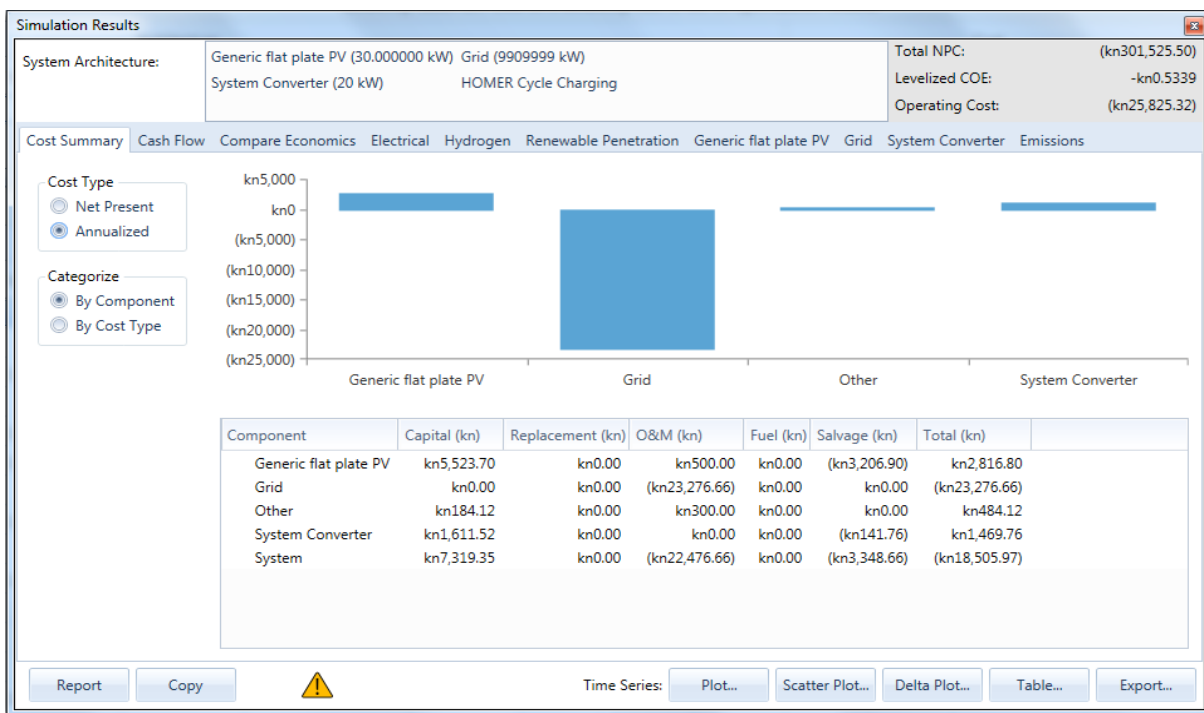 Simulation Results
System Architecture:
Generic flat plate PV (30.000000 kW) Grid (9909999 kW)
System Converter (20 kW) HOMER Cycle Charging
Total NPC: (kn301,525.50)
Levelized COE: -kn0.5339
Operating Cost: (kn25,825.32)
Cost Summary Cash Flow Compare Economics Electrical Hydrogen Renewable Penetration Generic flat plate PV Grid System Converter Emissions
Cost Type
Net Present
Annualized
Categorize
By Component
By Cost Type
kn5,000
kn0
(kn5,000)
(kn10,000)
(kn15,000)
(kn20,000)
(kn25,000)
Generic flat plate PV Grid Other System Converter
Component Capital (kn) Replacement (kn) O&M (kn) Fuel (kn) Salvage (kn) Total (kn)
Generic flat plate PV kn5,523.70 kn0.00 kn500.00 kn0.00 (kn3,206.90) kn2,816.80
Grid kn0.00 kn0.00 (kn23,276.66) kn0.00 kn0.00 (kn23,276.66)
Other kn184.12 kn0.00 kn300.00 kn0.00 kn0.00 kn484.12
System Converter kn1,611.52 kn0.00 kn0.00 kn0.00 (kn141.76) kn1,469.76
System kn7,319.35 kn0.00 (kn22,476.66) kn0.00 (kn3,348.66) (kn18,505.97)
Report Copy Time Series: Plot... Scatter Plot... Delta Plot... Table... Export...